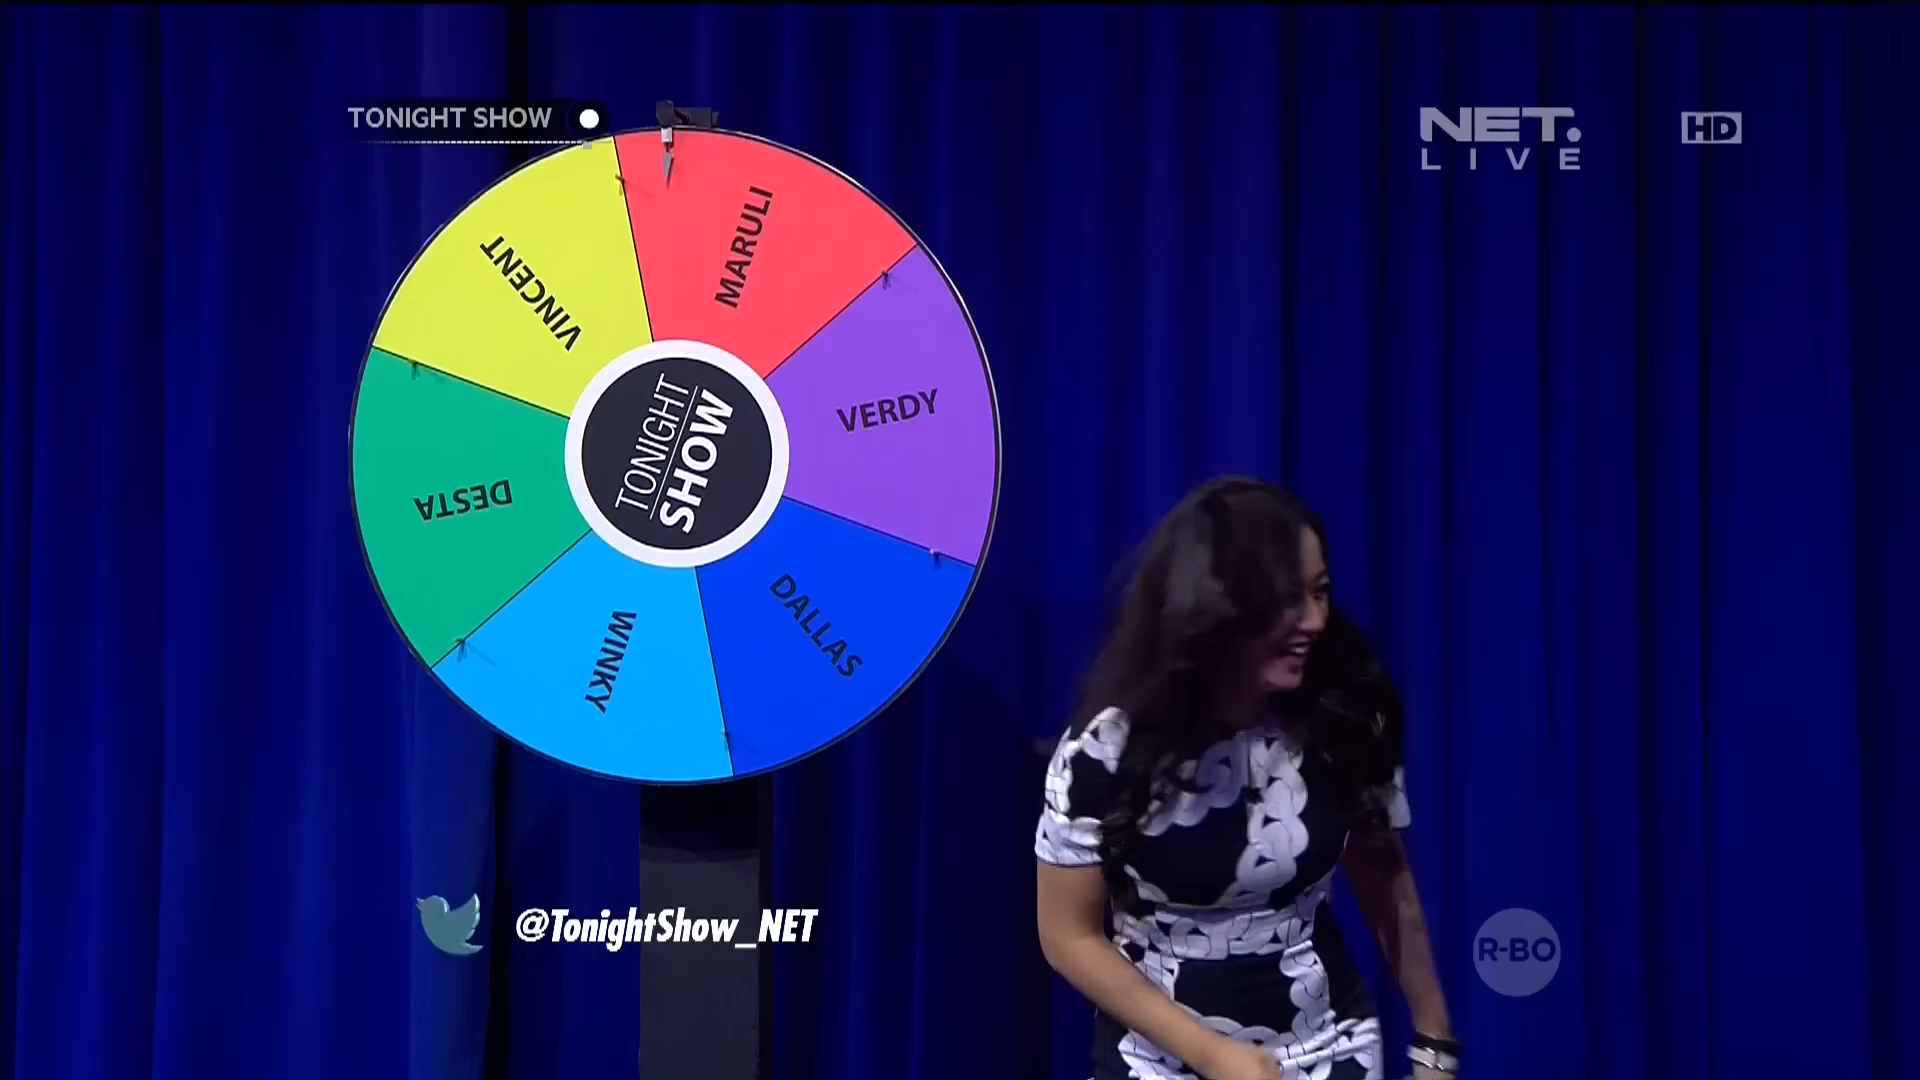 TONIGHT SHOW
NET.
LIVE
HD
MARULI
VINCENT
VERDY
TONIGHT
SHOW
DESTA
DALLAS
WINKY
@TonightShow_NET
R-BO